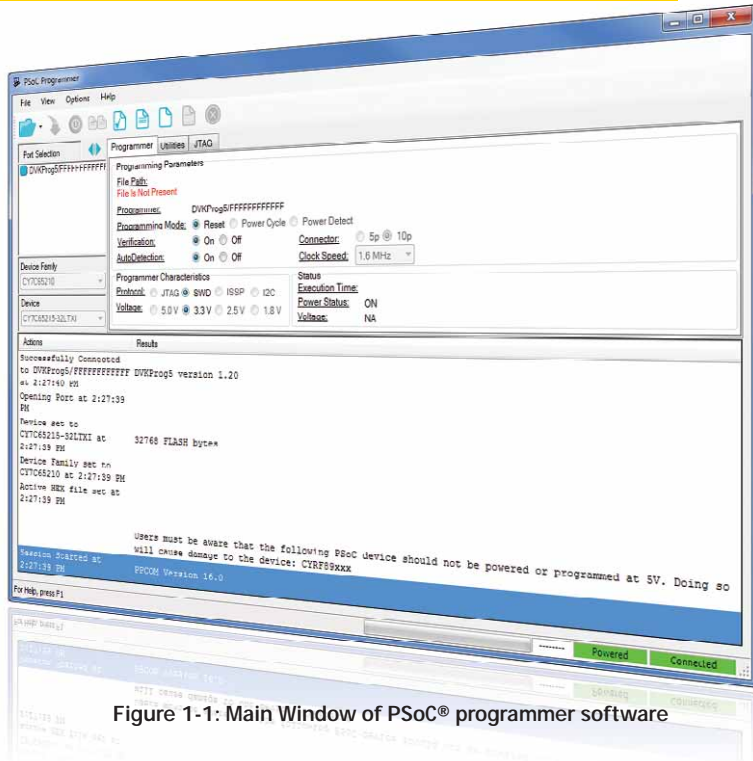 PSoC Programmer
File View Options Help
Port Selection
DVKProg5/FFFFFFFFFFF
Programmer Utilities JTAG
Programming Parameters
File Path:
File Is Not Present
Programmer: DVKProg5/FFFFFFFFFFFF
Programming Mode: Reset Power Cycle Power Detect
Verification: On Off Connector: 5p 10p
AutoDetection: On Off Clock Speed: 1.6 MHz
Device Family
CY7C65210
Device
CY7C65215-32LTXI
Programmer Characteristics
Protocol: JTAG SWD ISSP I2C
Voltage: 5.0 V 3.3 V 2.5 V 1.8 V
Status
Execution Time:
Power Status: ON
Voltage: NA
Actions Results
Successfully Connected
to DVKProg5/FFFFFFFFFFFF DVKProg5 version 1.20
at 2:27:40 PM
Opening Port at 2:27:39
PM
Device set to
CY7C65215-32LTXI at 32768 FLASH bytes
2:27:39 PM
Device Family set to
CY7C65210 at 2:27:39 PM
Active HEX file set at
2:27:39 PM
Users must be aware that the following PSoC device should not be powered or programmed at 5V. Doing so
will cause damage to the device: CYRF89xxx
Session Started at
2:27:39 PM PPCOM Version 16.0
For Help, press F1
Powered Connected
Figure 1-1: Main Window of PSoC® programmer software